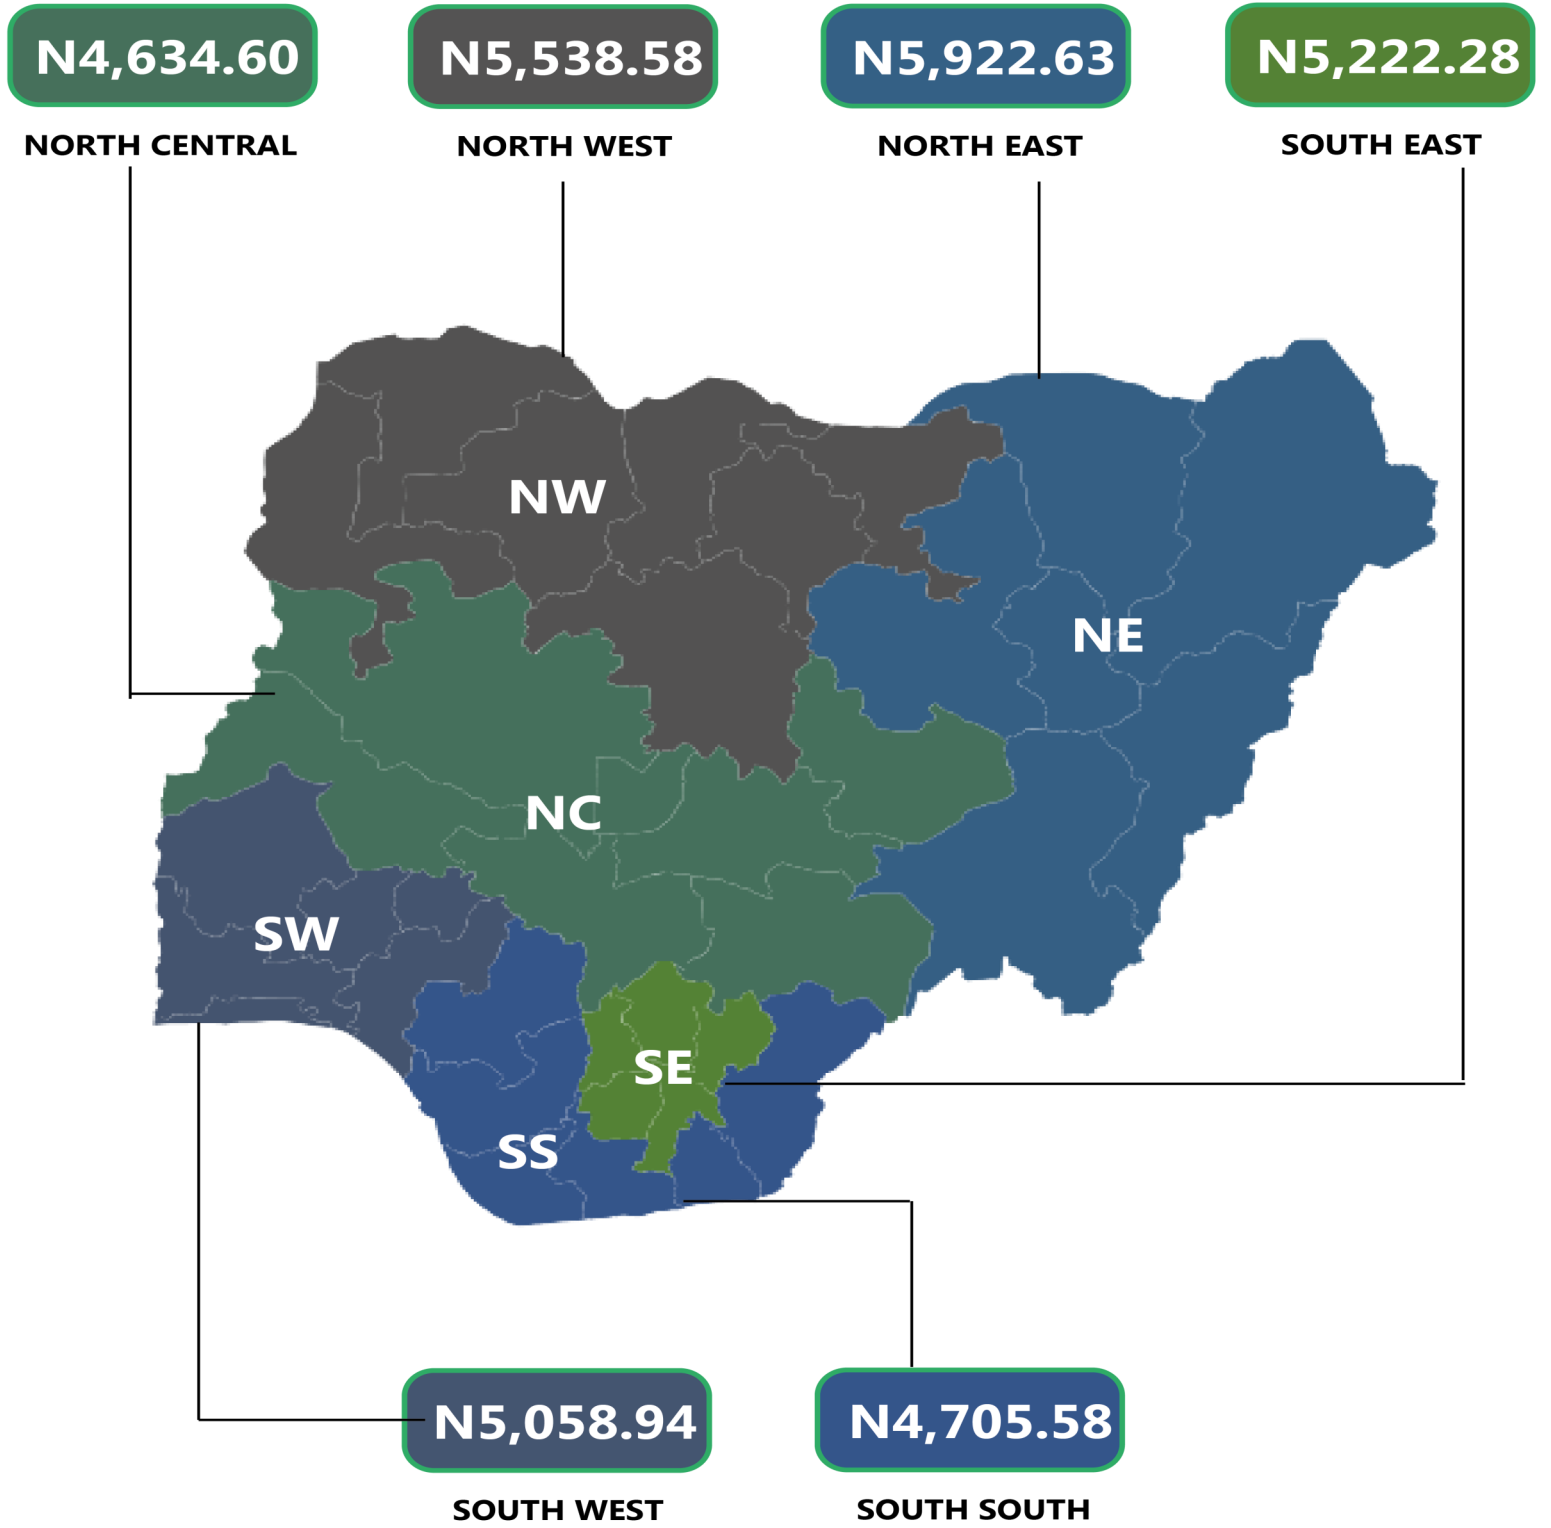 N4,634.60
N5,538.58
N5,922.63
N5,222.28
NORTH CENTRAL
NORTH WEST
NORTH EAST
SOUTH EAST
NW
NE
NC
SW
SE
SS
N5,058.94
N4,705.58
SOUTH WEST
SOUTH SOUTH